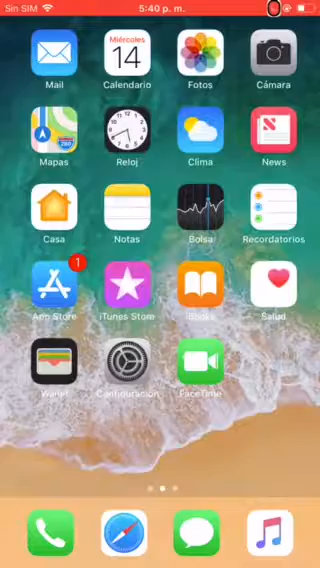 Sin SIM 5:40 p. m.
Miércoles
14
Mail Calendario Fotos Cámara
280
Mapas Reloj Clima News
Casa Notas Bolsa Recordatorios
1
App Store iTunes Store iBooks Salud
Wallet Configuración FaceTime